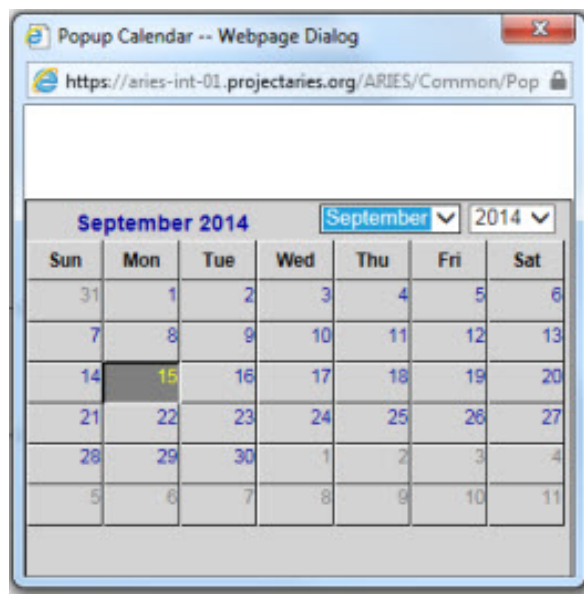 Popup Calendar -- Webpage Dialog
x
https://aries-int-01.projectaries.org/ARIES/Common/Pop
September 2014 September 2014
Sun Mon Tue Wed Thu Fri Sat
31 1 2 3 4 5 6
7 8 9 10 11 12 13
14 15 16 17 18 19 20
21 22 23 24 25 26 27
28 29 30 1 2 3 4
5 6 7 8 9 10 11